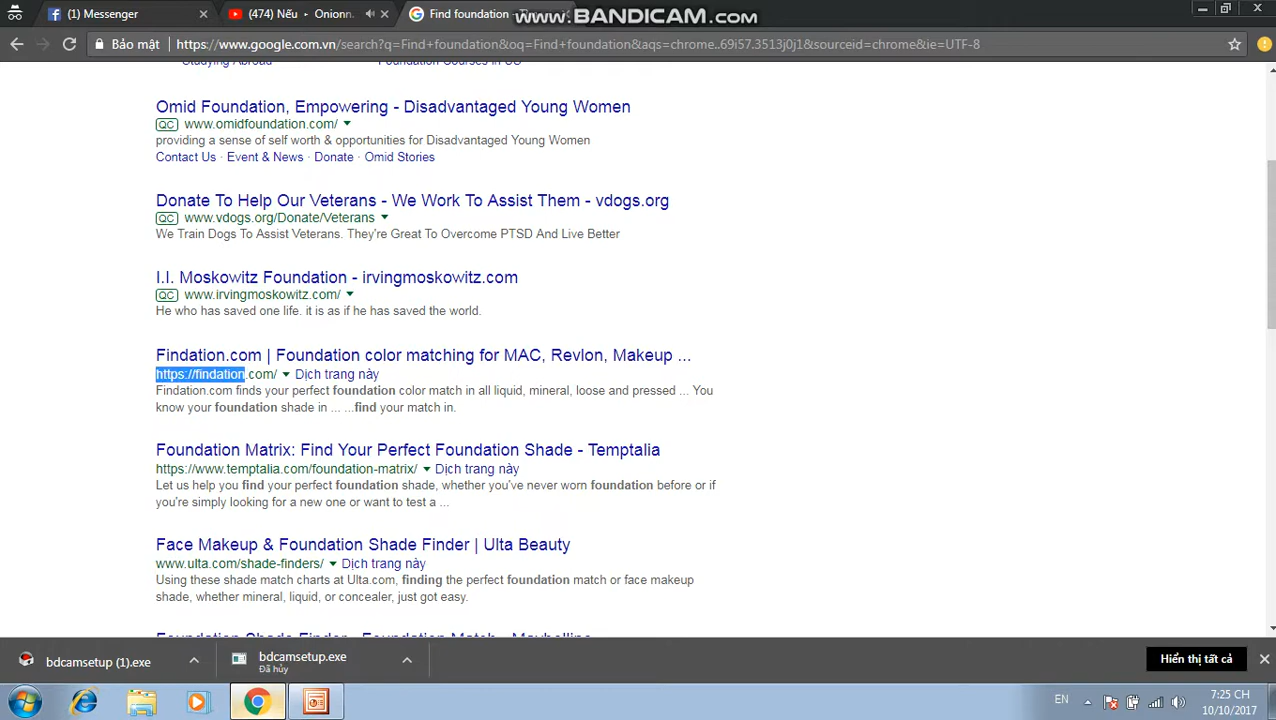 (1) Messenger
(474) Nếu - Onionn.
Find foundation -
www.BANDICAM.com
Bảo mật
https://www.google.com.vn/search?q=Find+foundation&oq=Find+foundation&aqs=chrome..69i57.3513j0j1&sourceid=chrome&ie=UTF-8
Studying Abroad
Foundation Courses in US
Omid Foundation, Empowering - Disadvantaged Young Women
QC www.omidfoundation.com/
providing a sense of self worth & opportunities for Disadvantaged Young Women
Contact Us · Event & News · Donate · Omid Stories
Donate To Help Our Veterans - We Work To Assist Them - vdogs.org
QC www.vdogs.org/Donate/Veterans
We Train Dogs To Assist Veterans. They're Great To Overcome PTSD And Live Better
I.I. Moskowitz Foundation - irvingmoskowitz.com
QC www.irvingmoskowitz.com/
He who has saved one life. it is as if he has saved the world.
Findation.com | Foundation color matching for MAC, Revlon, Makeup ...
https://findation.com/ Dịch trang này
Findation.com finds your perfect foundation color match in all liquid, mineral, loose and pressed ... You
know your foundation shade in ... ...find your match in.
Foundation Matrix: Find Your Perfect Foundation Shade - Temptalia
https://www.temptalia.com/foundation-matrix/ Dịch trang này
Let us help you find your perfect foundation shade, whether you've never worn foundation before or if
you're simply looking for a new one or want to test a ...
Face Makeup & Foundation Shade Finder | Ulta Beauty
www.ulta.com/shade-finders/ Dịch trang này
Using these shade match charts at Ulta.com, finding the perfect foundation match or face makeup
shade, whether mineral, liquid, or concealer, just got easy.
Foundation Shade Finder - Foundation Match - Maybelline
bdcamsetup (1).exe
bdcamsetup.exe
Đã hủy
Hiển thị tất cả
EN
7:25 CH
10/10/2017